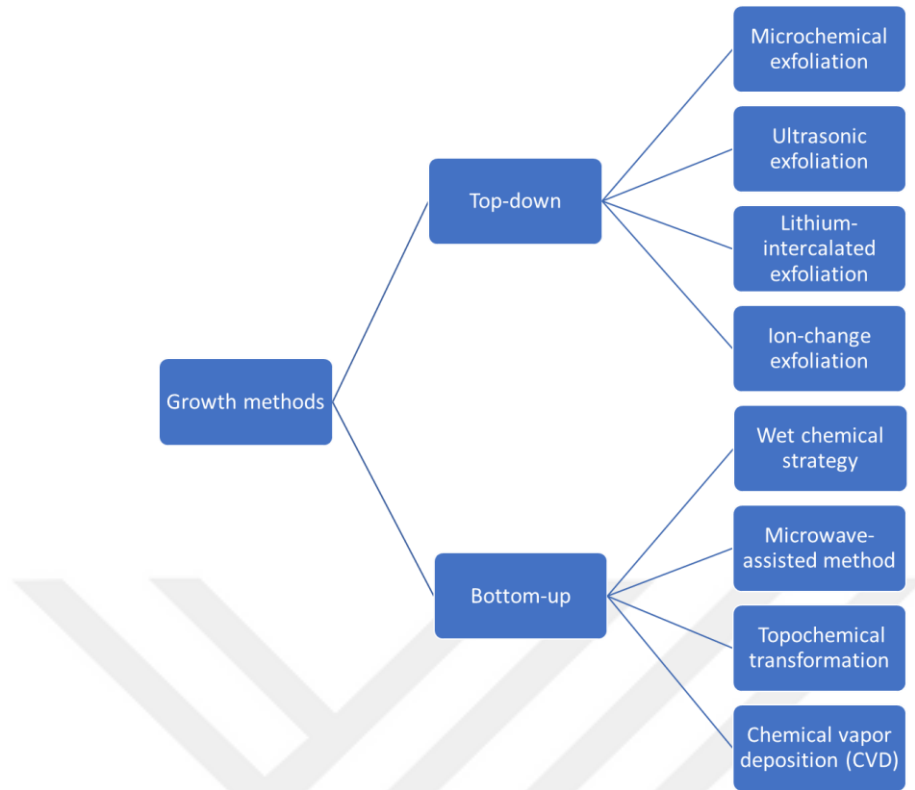 Growth methods
Top-down
Microchemical
exfoliation
Ultrasonic
exfoliation
Lithium-
intercalated
exfoliation
Ion-change
exfoliation
Bottom-up
Wet chemical
strategy
Microwave-
assisted method
Topochemical
transformation
Chemical vapor
deposition (CVD)